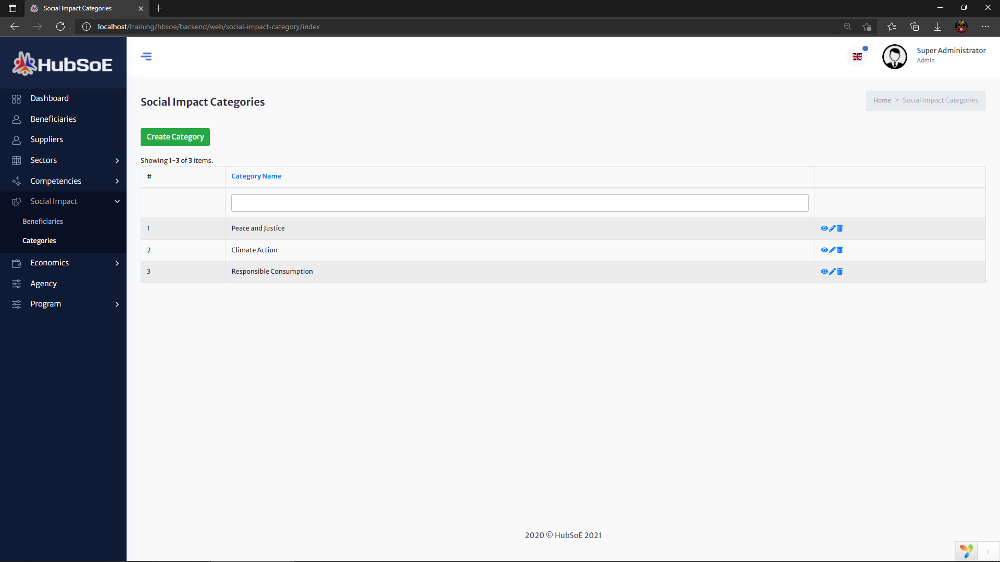 Social Impact Categories
localhost/training/hbsoe/backend/web/social-impact-category/index
HubSoE
Super Administrator
Admin
Dashboard
Beneficiaries
Suppliers
Sectors
Competencies
Social Impact
Beneficiaries
Categories
Economics
Agency
Program
Social Impact Categories
Home > Social Impact Categories
Create Category
Showing 1-3 of 3 items.
# Category Name
1 Peace and Justice
2 Climate Action
3 Responsible Consumption
2020 © HubSoE 2021